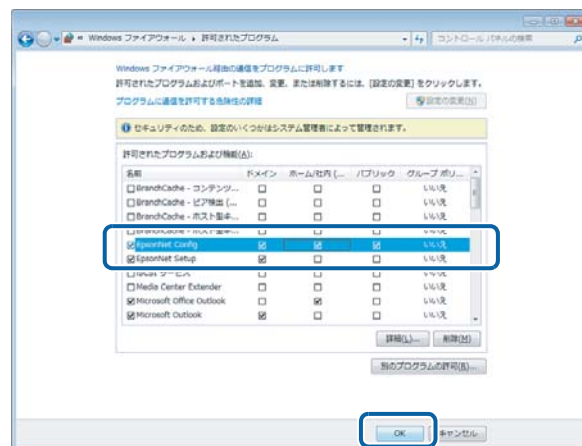 Windows ファイアウォール ▸ 許可されたプログラム
コントロール パネルの検索
Windows ファイアウォール経由の通信をプログラムに許可します
許可されたプログラムおよびポートを追加、変更、または削除するには、[設定の変更] をクリックします。
プログラムに通信を許可する危険性の詳細
設定の変更(N)
セキュリティのため、設定のいくつかはシステム管理者によって管理されます。
許可されたプログラムおよび機能(A):
名前 ドメイン ホーム/社内 (... パブリック グループ ポリ...
BranchCache - コンテンツ... いいえ
BranchCache - ピア検出 (... いいえ
BranchCache - ホスト型キ... いいえ
BranchCache - ホスト型キ... いいえ
EpsonNet Config いいえ
EpsonNet Setup いいえ
サービス いいえ
Media Center Extender いいえ
Microsoft Office Outlook いいえ
Microsoft Outlook いいえ
詳細(L)... 削除(M)
別のプログラムの許可(R)...
OK キャンセル